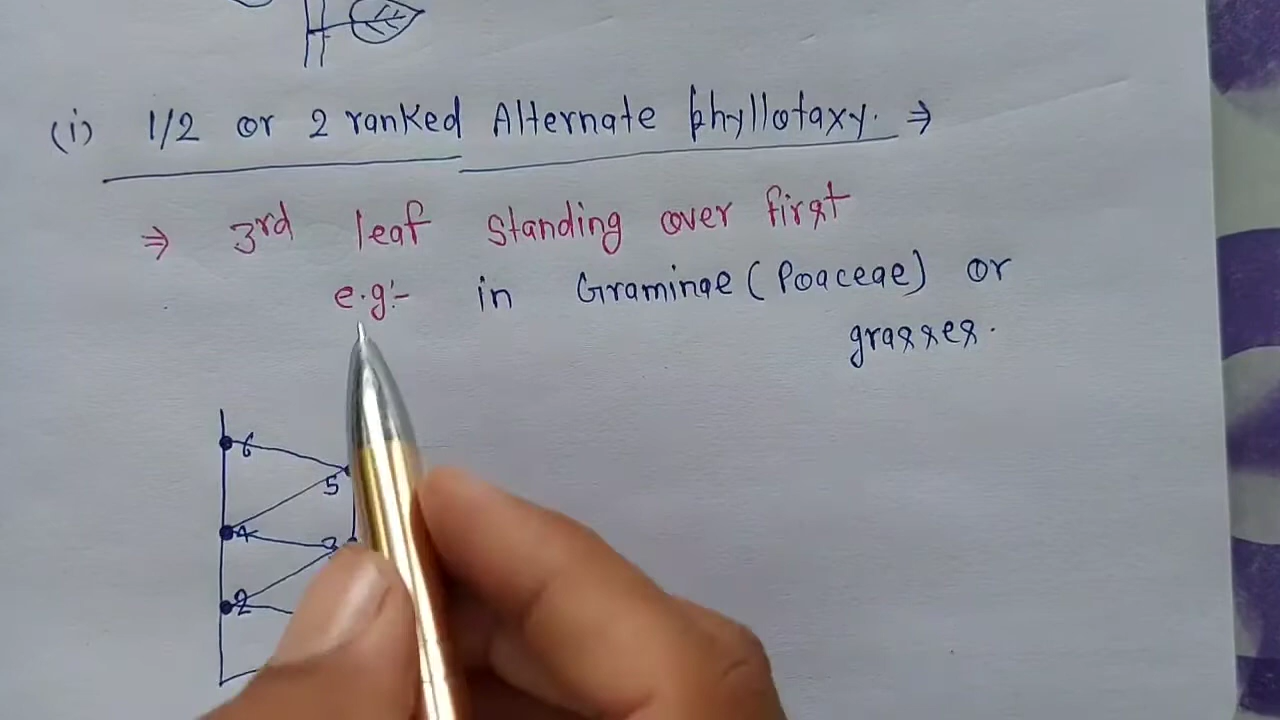 (i) 1/2 or 2 ranked Alternate phyllotaxy. ⇒
⇒ 3rd leaf standing over first
e.g:- in Graminae (Poaceae) or
grasses.
6
5
4
3
2